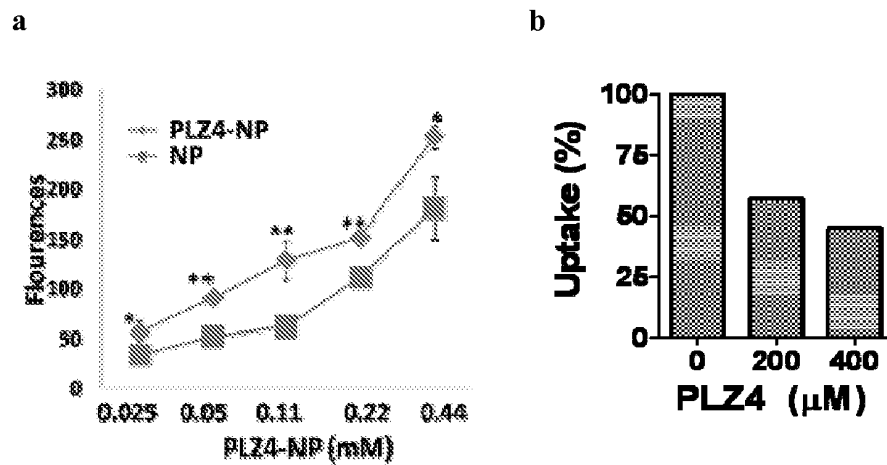 a
b
300
250
200
150
100
50
0
PLZ4-NP
NP
Flourences
*
**
**
**
*
0.025 0.05 0.11 0.22 0.44
PLZ4-NP (mM)
100
75
50
25
0
Uptake (%)
0 200 400
PLZ4 (μM)